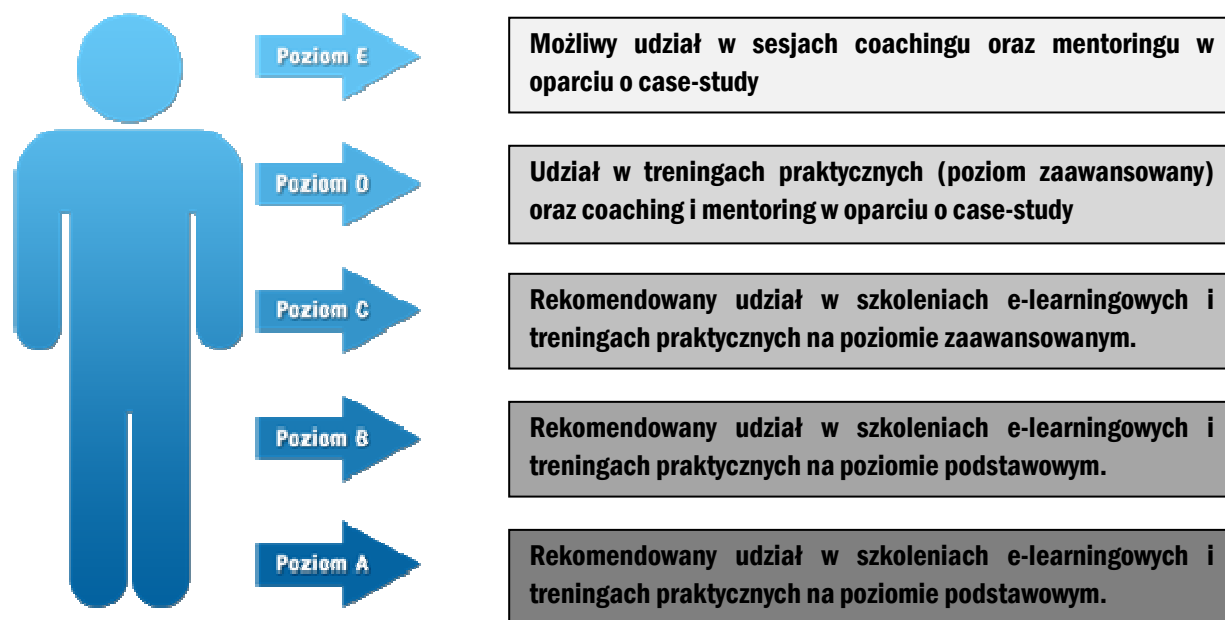 Poziom E
Możliwy udział w sesjach coachingu oraz mentoringu w
oparciu o case-study
Poziom D
Udział w treningach praktycznych (poziom zaawansowany)
oraz coaching i mentoring w oparciu o case-study
Poziom C
Rekomendowany udział w szkoleniach e-learningowych i
treningach praktycznych na poziomie zaawansowanym.
Poziom B
Rekomendowany udział w szkoleniach e-learningowych i
treningach praktycznych na poziomie podstawowym.
Poziom A
Rekomendowany udział w szkoleniach e-learningowych i
treningach praktycznych na poziomie podstawowym.